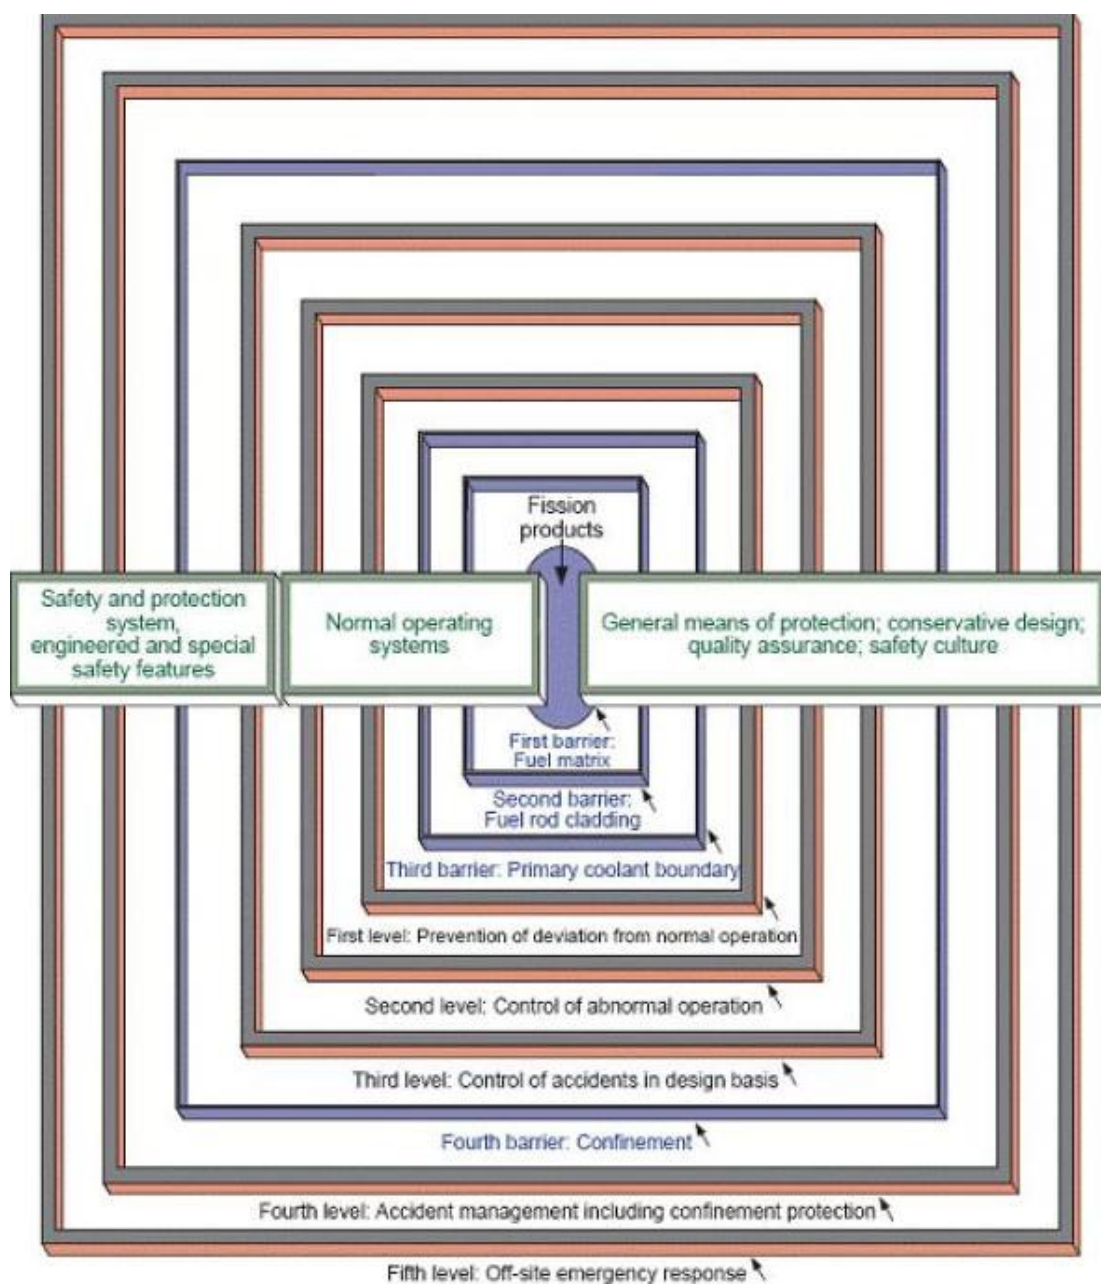 Fission
products
Safety and protection
system,
engineered and special
safety features
Normal operating
systems
General means of protection; conservative design;
quality assurance; safety culture
First barrier:
Fuel matrix
Second barrier:
Fuel rod cladding
Third barrier: Primary coolant boundary
First level: Prevention of deviation from normal operation
Second level: Control of abnormal operation
Third level: Control of accidents in design basis
Fourth barrier: Confinement
Fourth level: Accident management including confinement protection
Fifth level: Off-site emergency response